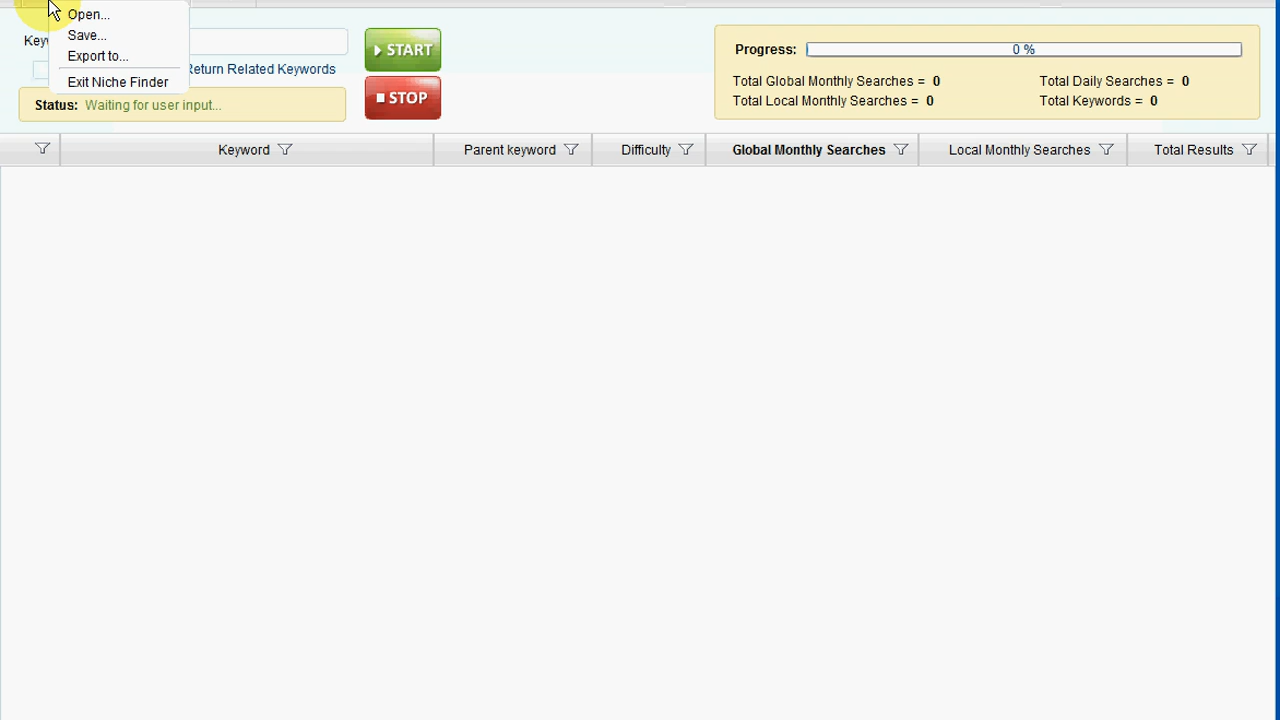 Open...
Save...
Export to...
Exit Niche Finder
Return Related Keywords
Status: Waiting for user input...
START
STOP
Progress: 0 %
Total Global Monthly Searches = 0 Total Daily Searches = 0
Total Local Monthly Searches = 0 Total Keywords = 0
Keyword Parent keyword Difficulty Global Monthly Searches Local Monthly Searches Total Results